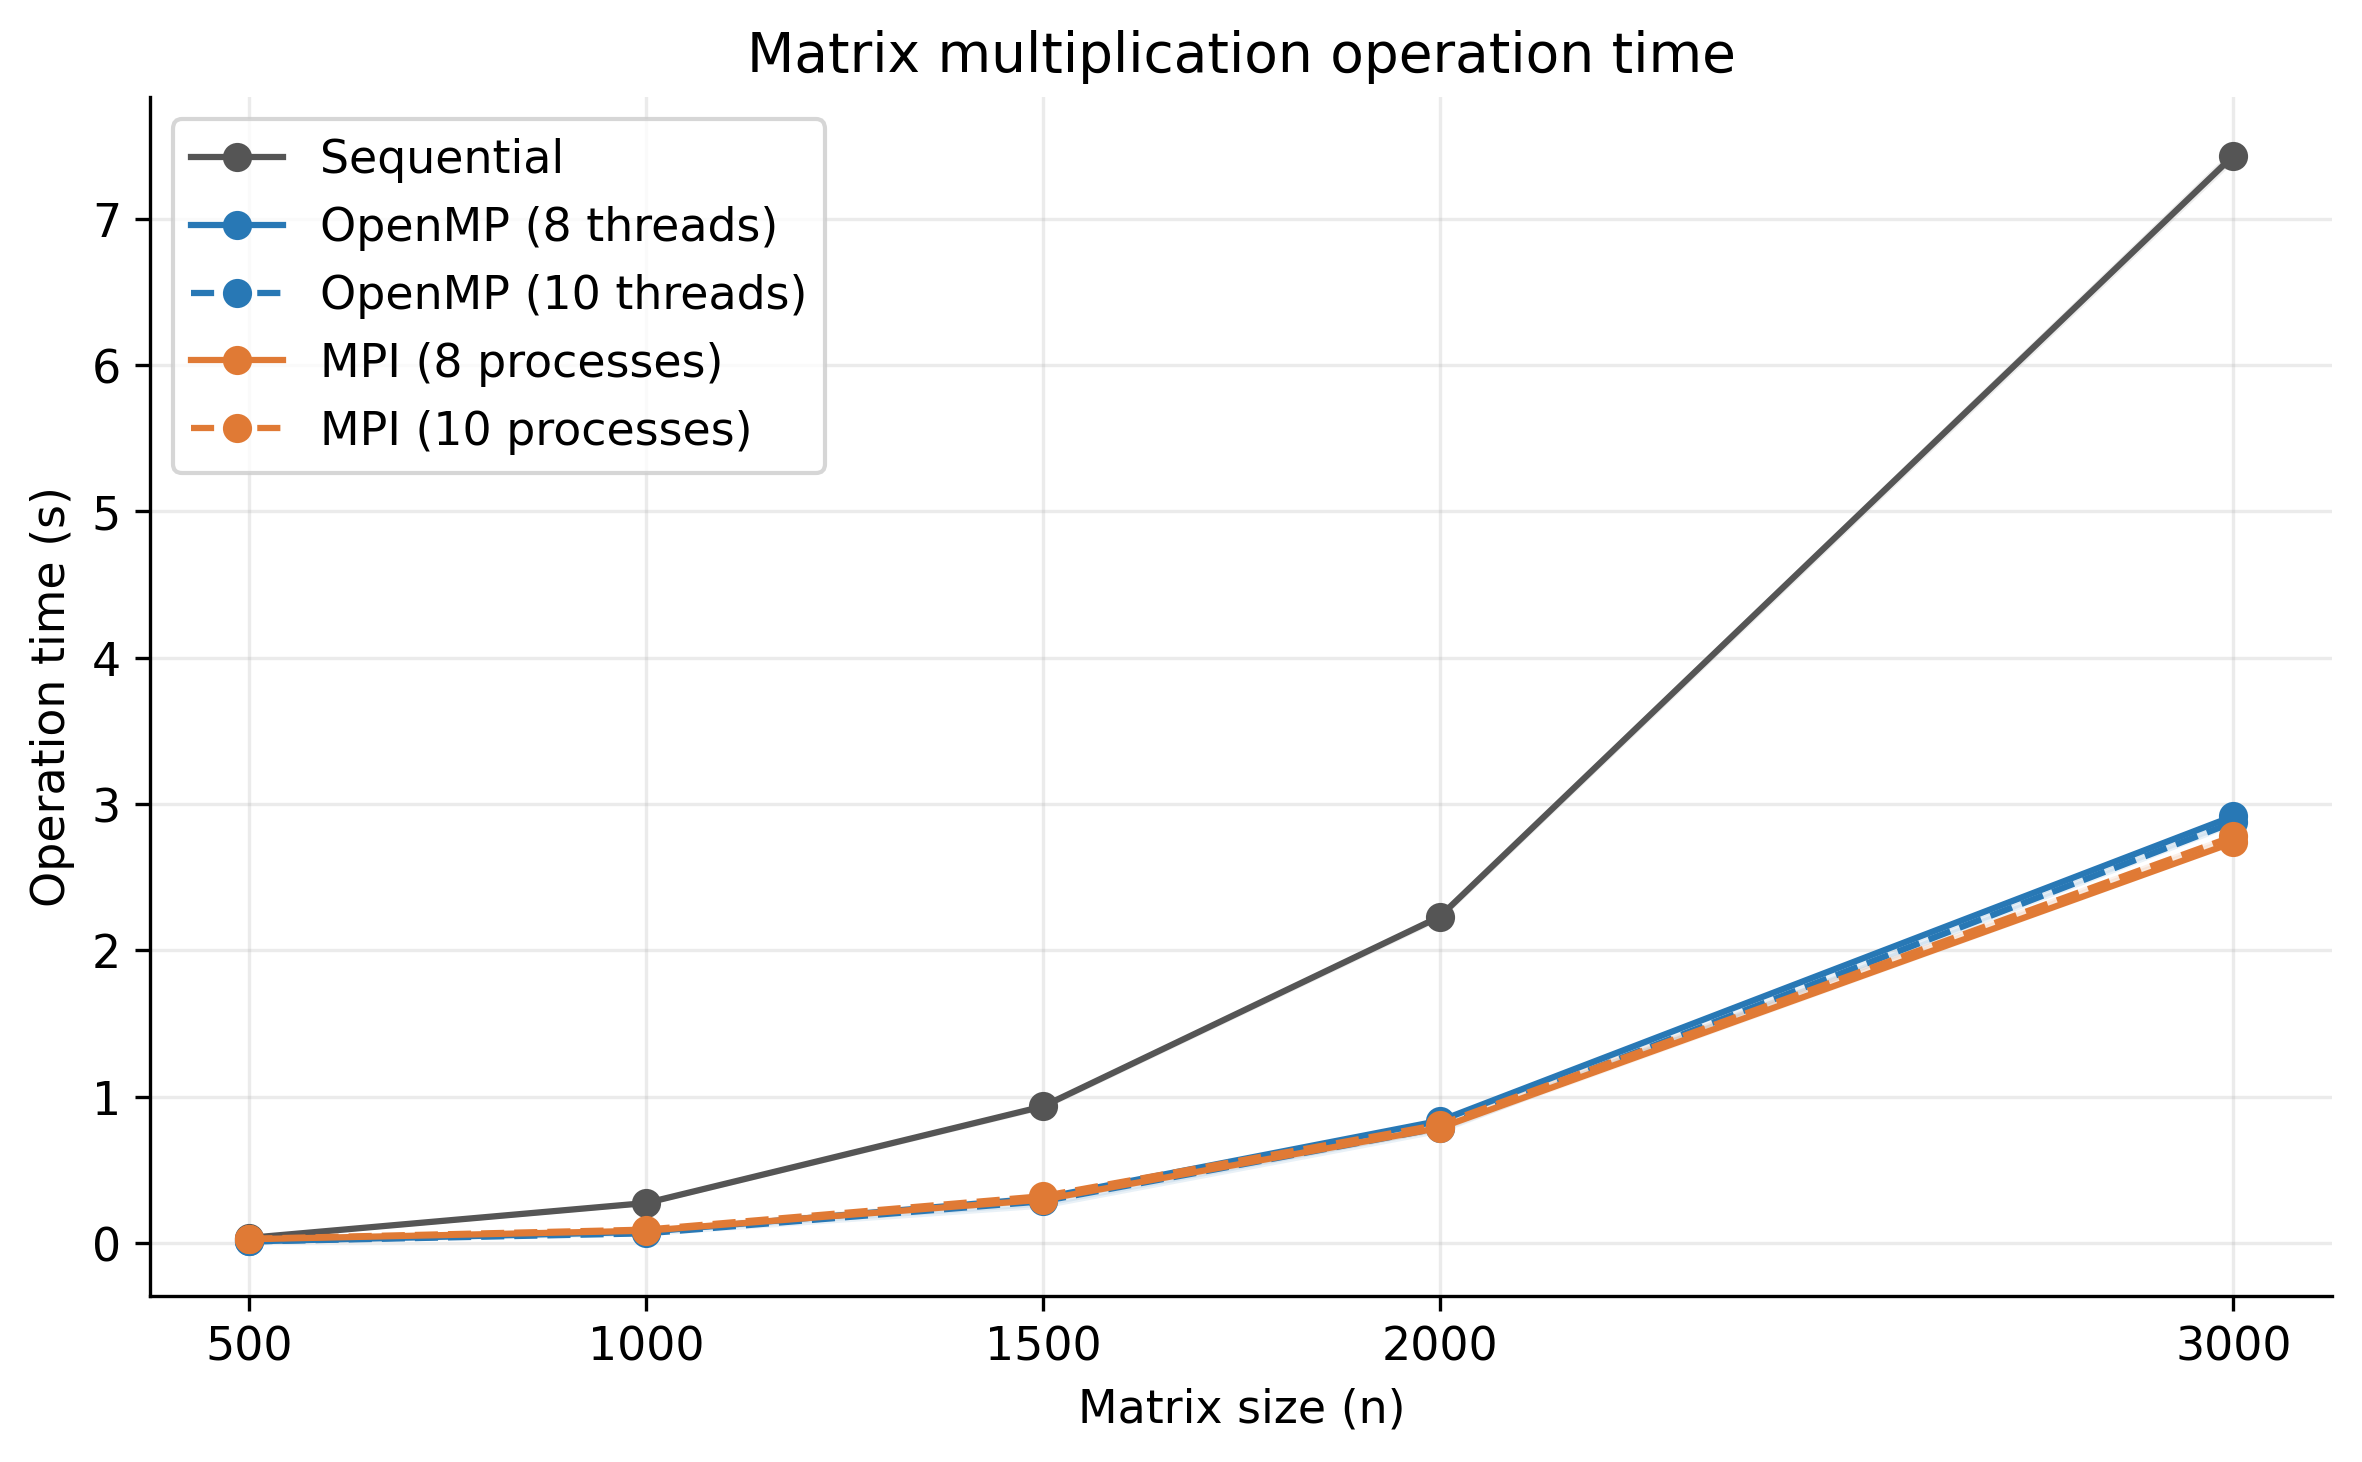 Matrix multiplication operation time
Sequential
OpenMP (8 threads)
OpenMP (10 threads)
MPI (8 processes)
MPI (10 processes)
Operation time (s)
7
6
5
4
3
2
1
0
500 1000 1500 2000 3000
Matrix size (n)